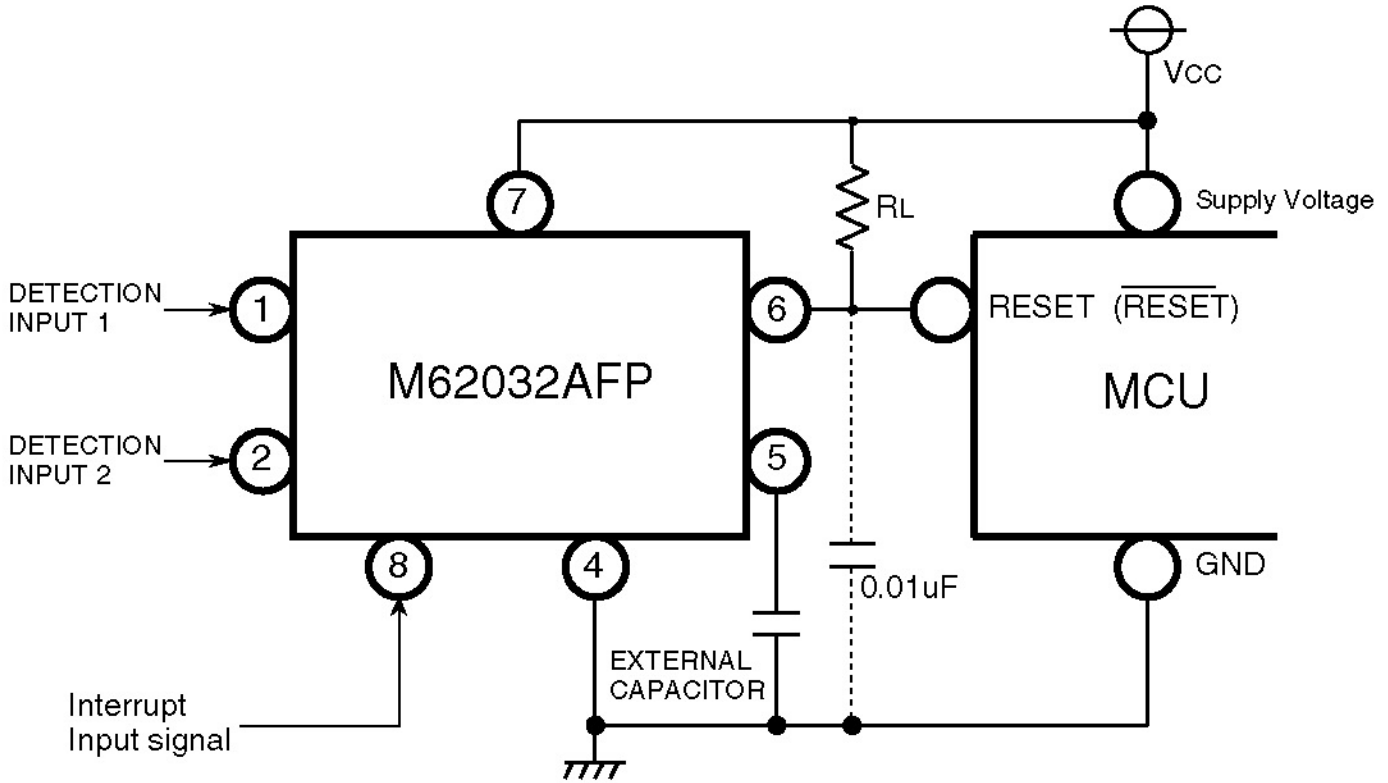 VCC
7
RL
Supply Voltage
DETECTION
INPUT 1
1
6
RESET (RESET)
M62032AFP
MCU
DETECTION
INPUT 2
2
5
8
4
GND
0.01uF
EXTERNAL
CAPACITOR
Interrupt
Input signal